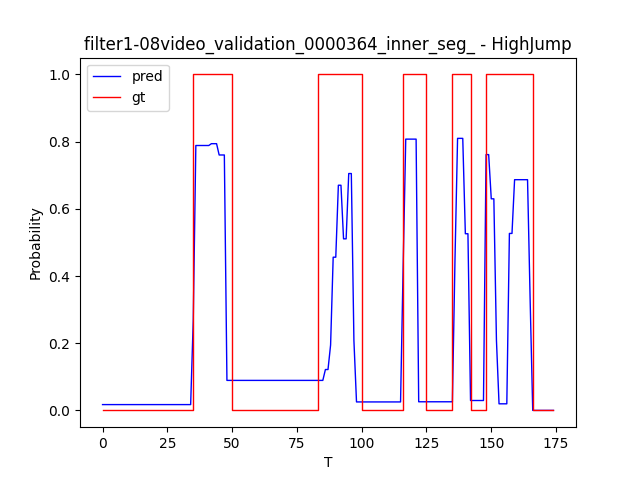 filter1-08video_validation_0000364_inner_seg_ - HighJump
pred
gt
1.0
0.8
0.6
0.4
0.2
0.0
Probability
0 25 50 75 100 125 150 175
T